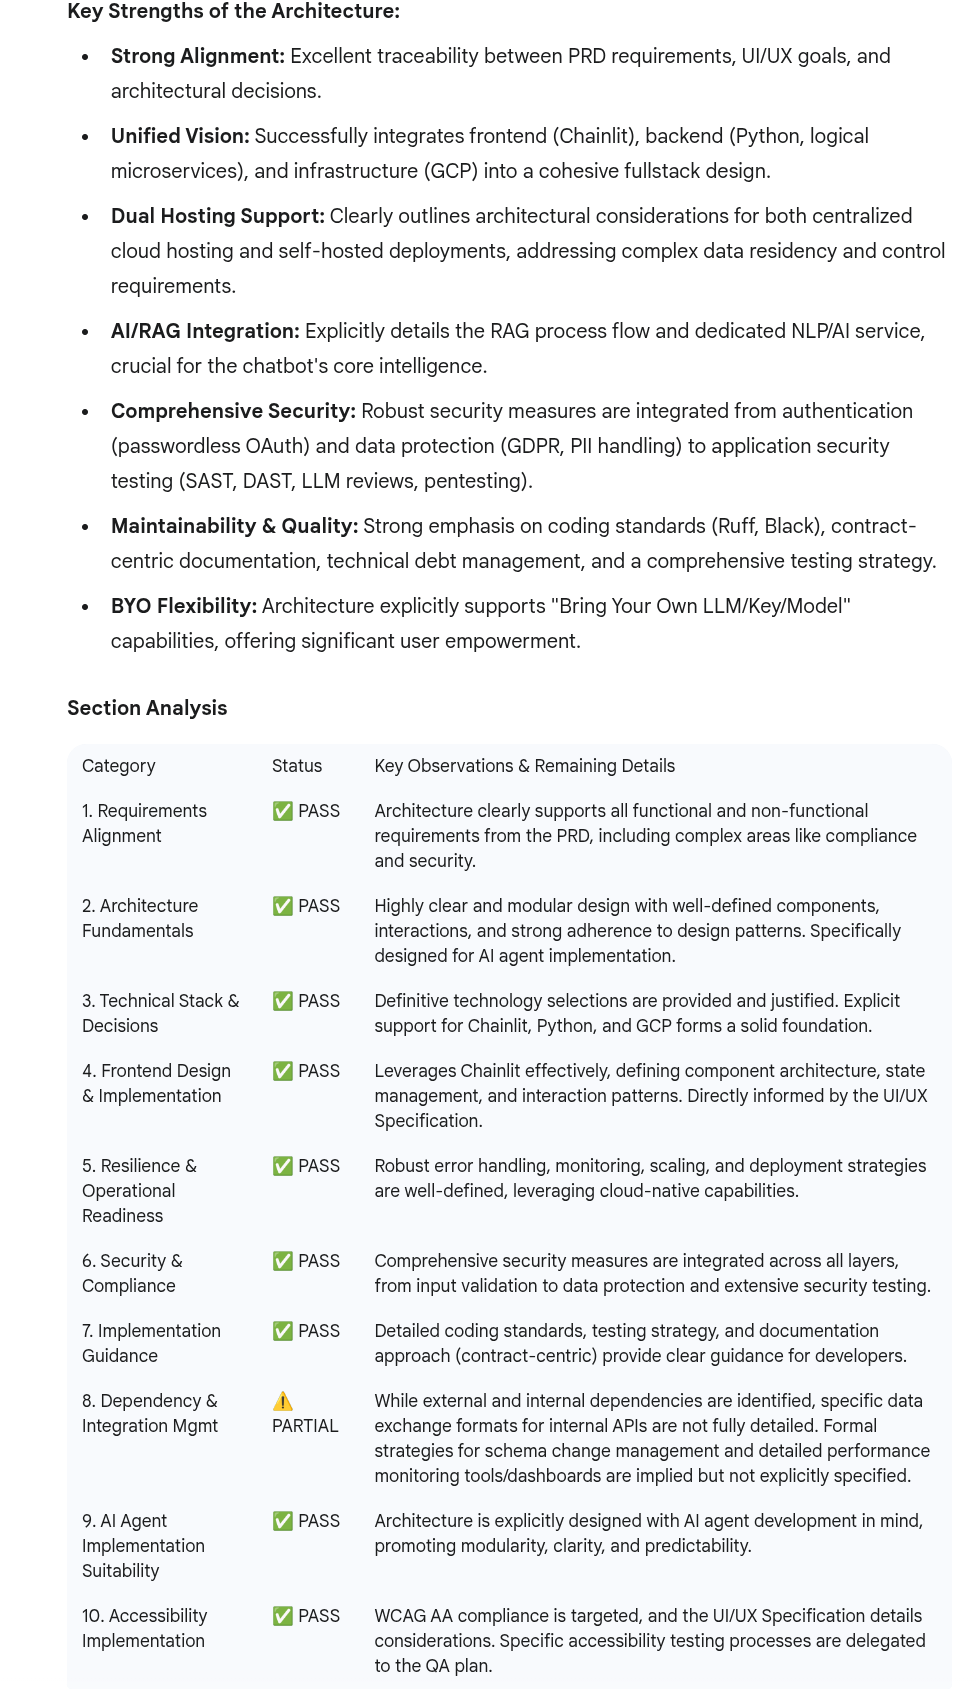 Key Strengths of the Architecture:
• Strong Alignment: Excellent traceability between PRD requirements, UI/UX goals, and
architectural decisions.
• Unified Vision: Successfully integrates frontend (Chainlit), backend (Python, logical
microservices), and infrastructure (GCP) into a cohesive fullstack design.
• Dual Hosting Support: Clearly outlines architectural considerations for both centralized
cloud hosting and self-hosted deployments, addressing complex data residency and control
requirements.
• AI/RAG Integration: Explicitly details the RAG process flow and dedicated NLP/AI service,
crucial for the chatbot's core intelligence.
• Comprehensive Security: Robust security measures are integrated from authentication
(passwordless OAuth) and data protection (GDPR, PII handling) to application security
testing (SAST, DAST, LLM reviews, pentesting).
• Maintainability & Quality: Strong emphasis on coding standards (Ruff, Black), contract-
centric documentation, technical debt management, and a comprehensive testing strategy.
• BYO Flexibility: Architecture explicitly supports "Bring Your Own LLM/Key/Model"
capabilities, offering significant user empowerment.
Section Analysis
Category Status Key Observations & Remaining Details
1. Requirements ✅ PASS Architecture clearly supports all functional and non-functional
Alignment requirements from the PRD, including complex areas like compliance
and security.
2. Architecture ✅ PASS Highly clear and modular design with well-defined components,
Fundamentals interactions, and strong adherence to design patterns. Specifically
designed for AI agent implementation.
3. Technical Stack & ✅ PASS Definitive technology selections are provided and justified. Explicit
Decisions support for Chainlit, Python, and GCP forms a solid foundation.
4. Frontend Design ✅ PASS Leverages Chainlit effectively, defining component architecture, state
& Implementation management, and interaction patterns. Directly informed by the UI/UX
Specification.
5. Resilience & ✅ PASS Robust error handling, monitoring, scaling, and deployment strategies
Operational are well-defined, leveraging cloud-native capabilities.
Readiness
6. Security & ✅ PASS Comprehensive security measures are integrated across all layers,
Compliance from input validation to data protection and extensive security testing.
7. Implementation ✅ PASS Detailed coding standards, testing strategy, and documentation
Guidance approach (contract-centric) provide clear guidance for developers.
8. Dependency & ⚠️ While external and internal dependencies are identified, specific data
Integration Mgmt PARTIAL exchange formats for internal APIs are not fully detailed. Formal
strategies for schema change management and detailed performance
monitoring tools/dashboards are implied but not explicitly specified.
9. AI Agent ✅ PASS Architecture is explicitly designed with AI agent development in mind,
Implementation promoting modularity, clarity, and predictability.
Suitability
10. Accessibility ✅ PASS WCAG AA compliance is targeted, and the UI/UX Specification details
Implementation considerations. Specific accessibility testing processes are delegated
to the QA plan.